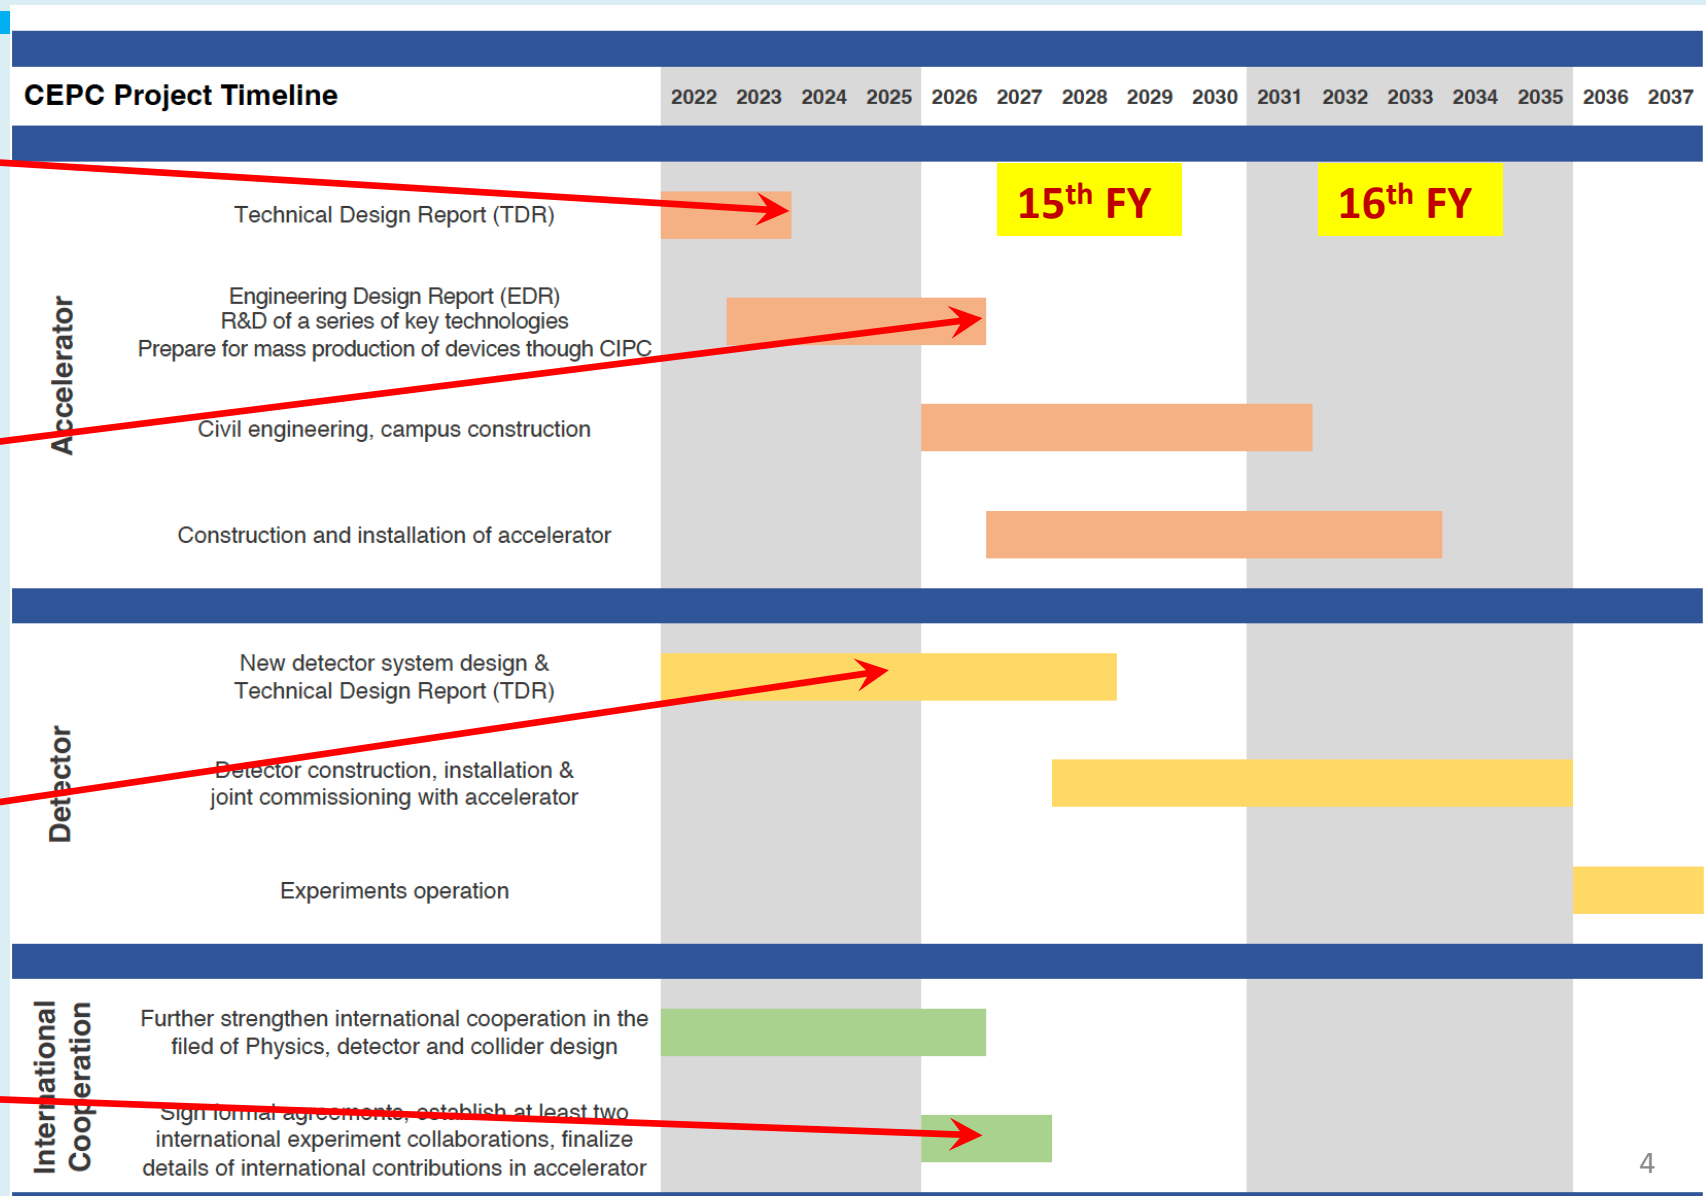 CEPC Project Timeline
2022 2023 2024 2025 2026 2027 2028 2029 2030 2031 2032 2033 2034 2035 2036 2037
15th FY
16th FY
Accelerator
Technical Design Report (TDR)
Engineering Design Report (EDR)
R&D of a series of key technologies
Prepare for mass production of devices though CIPC
Civil engineering, campus construction
Construction and installation of accelerator
Detector
New detector system design &
Technical Design Report (TDR)
Detector construction, installation &
joint commissioning with accelerator
Experiments operation
International
Cooperation
Further strengthen international cooperation in the
filed of Physics, detector and collider design
Sign formal agreements, establish at least two
international experiment collaborations, finalize
details of international contributions in accelerator
4